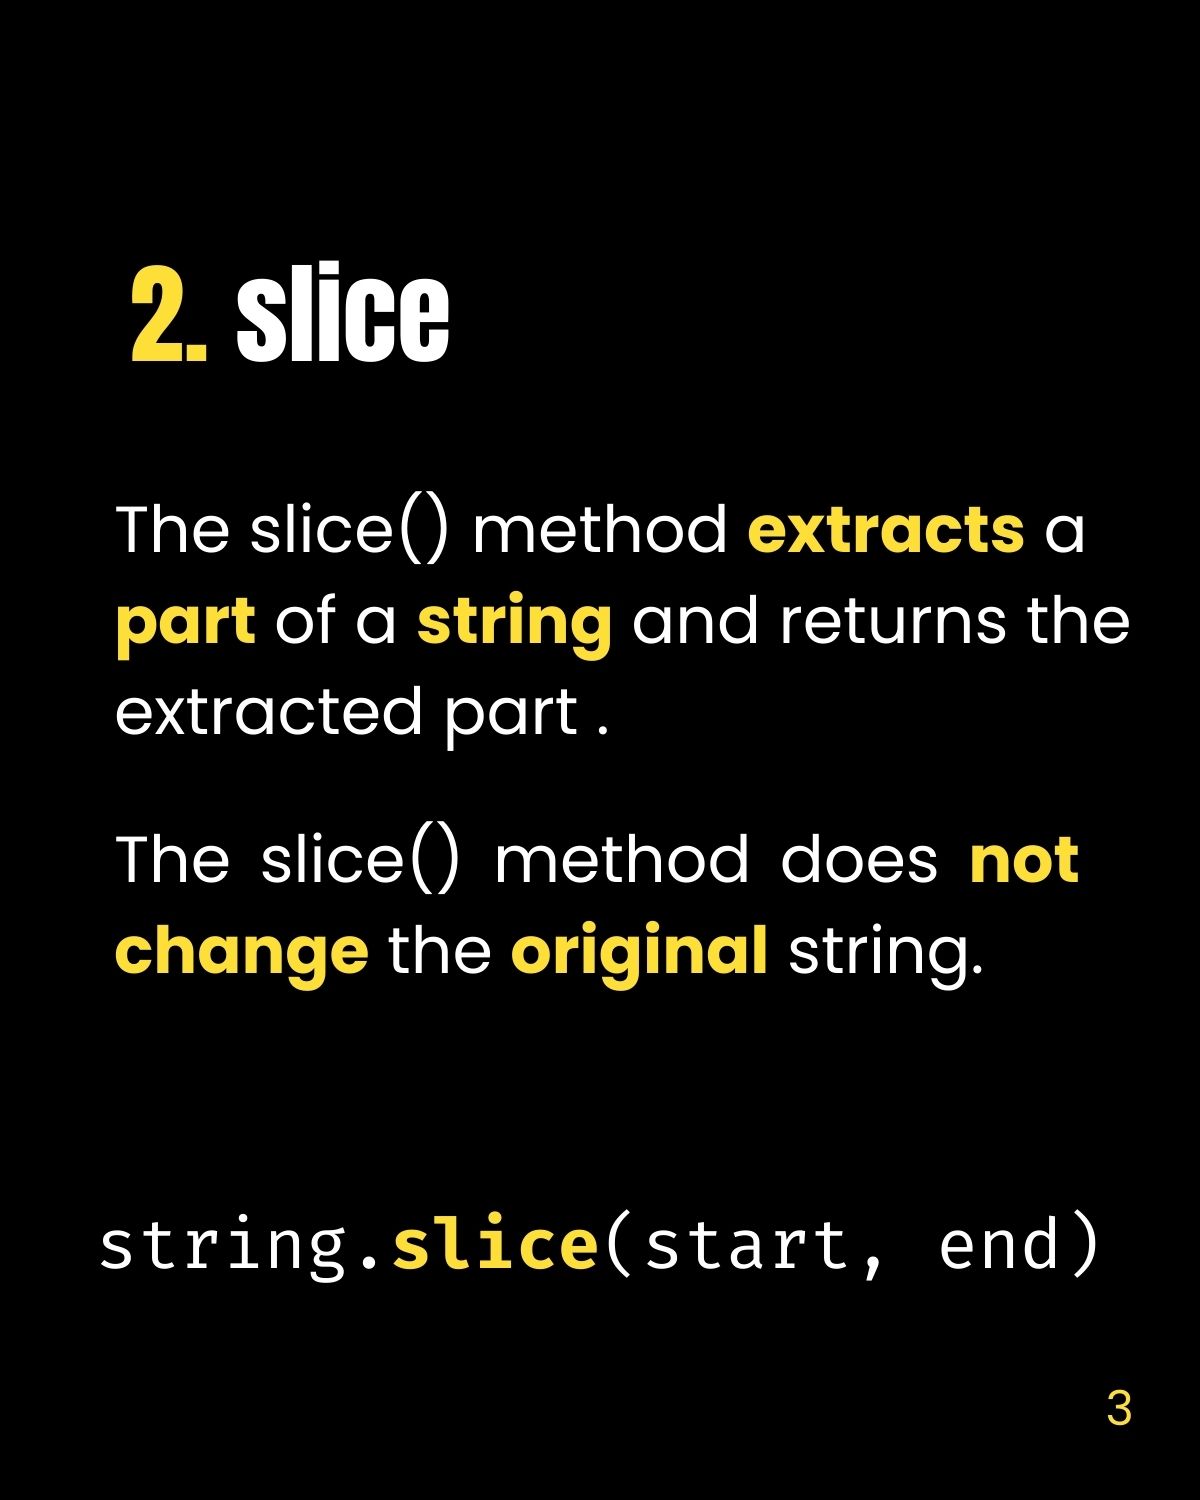 2. slice
The slice() method extracts a
part of a string and returns the
extracted part .
The slice() method does not
change the original string.
string.slice(start, end)
3